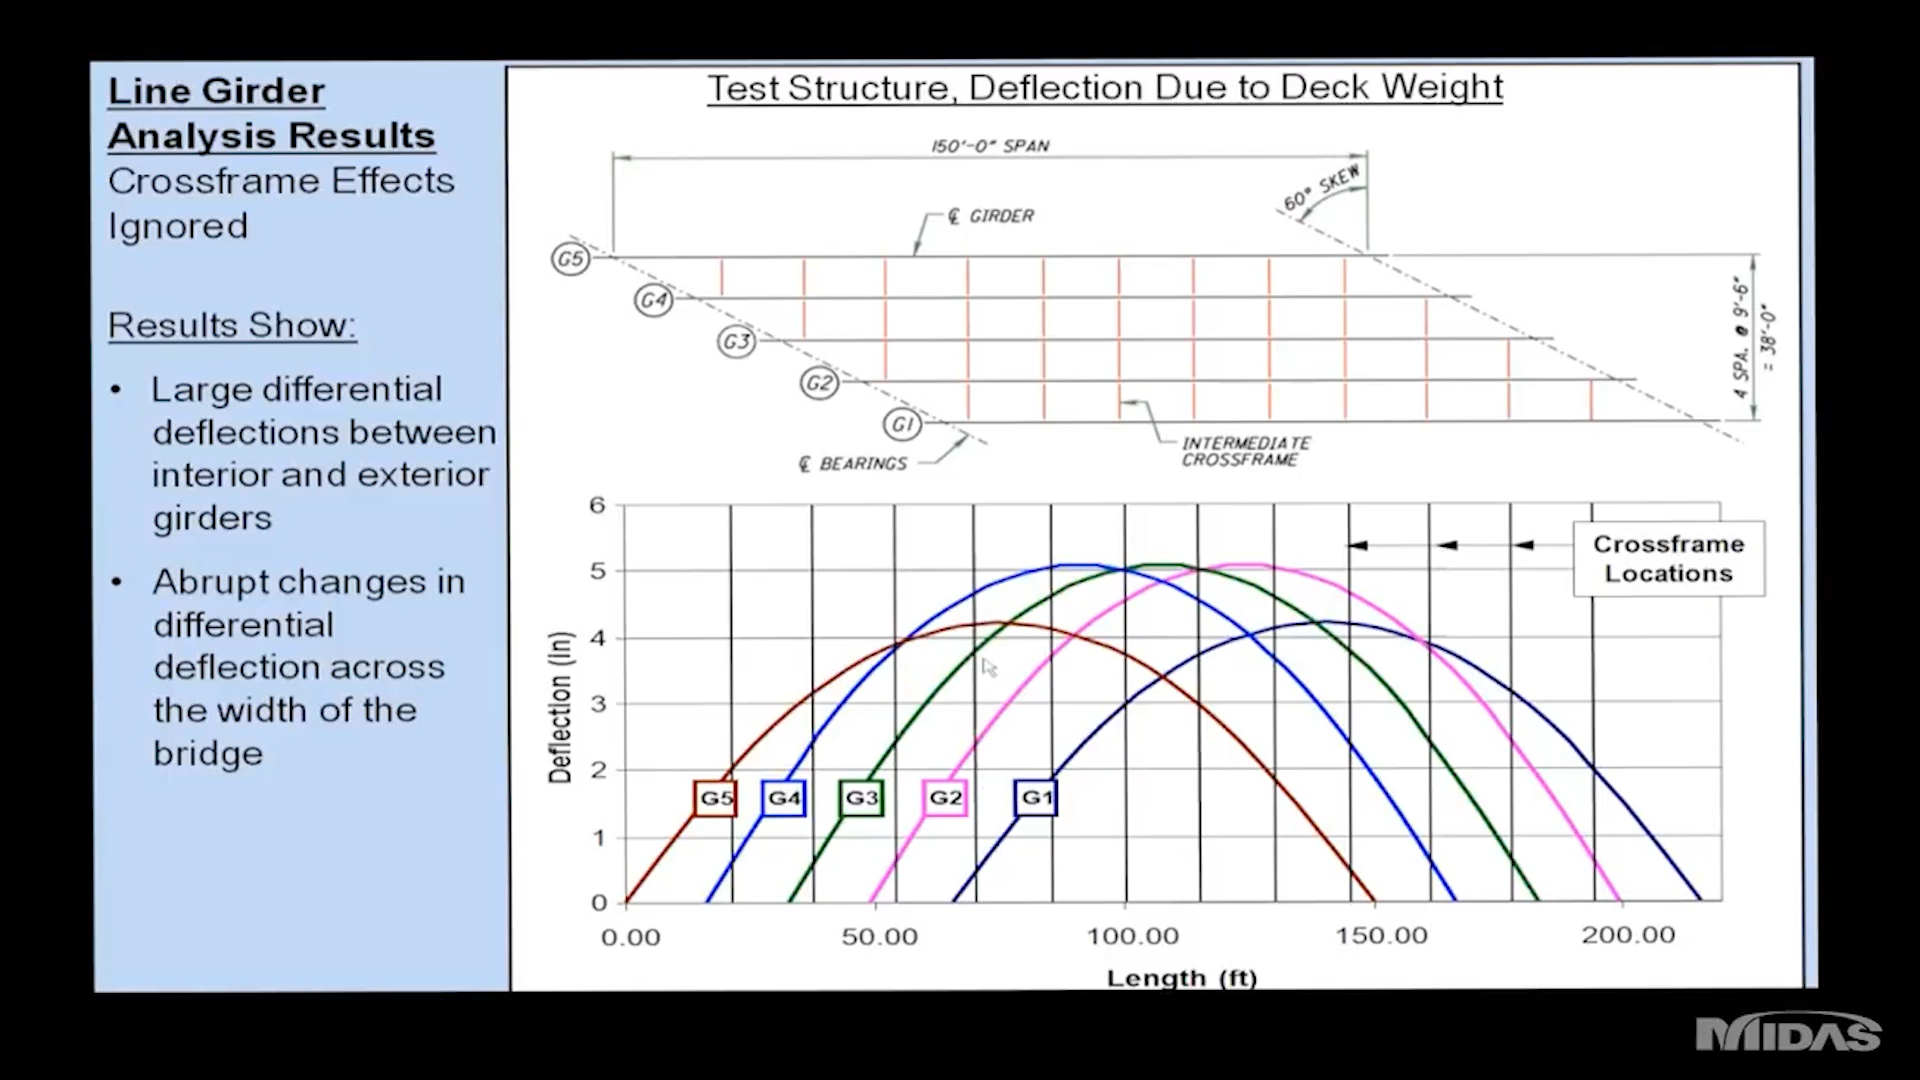 Line Girder
Analysis Results
Crossframe Effects
Ignored
Results Show:
• Large differential
deflections between
interior and exterior
girders
• Abrupt changes in
differential
deflection across
the width of the
bridge
Test Structure, Deflection Due to Deck Weight
150'-0" SPAN
60° SKEW
℄ GIRDER
G5
G4
G3
G2
G1
4 SPA. @ 9'-6"
= 38'-0"
INTERMEDIATE
CROSSFRAME
℄ BEARINGS
6
5
4
3
2
1
0
Deflection (in)
Crossframe
Locations
G5
G4
G3
G2
G1
0.00
50.00
100.00
150.00
200.00
Length (ft)
MIDAS